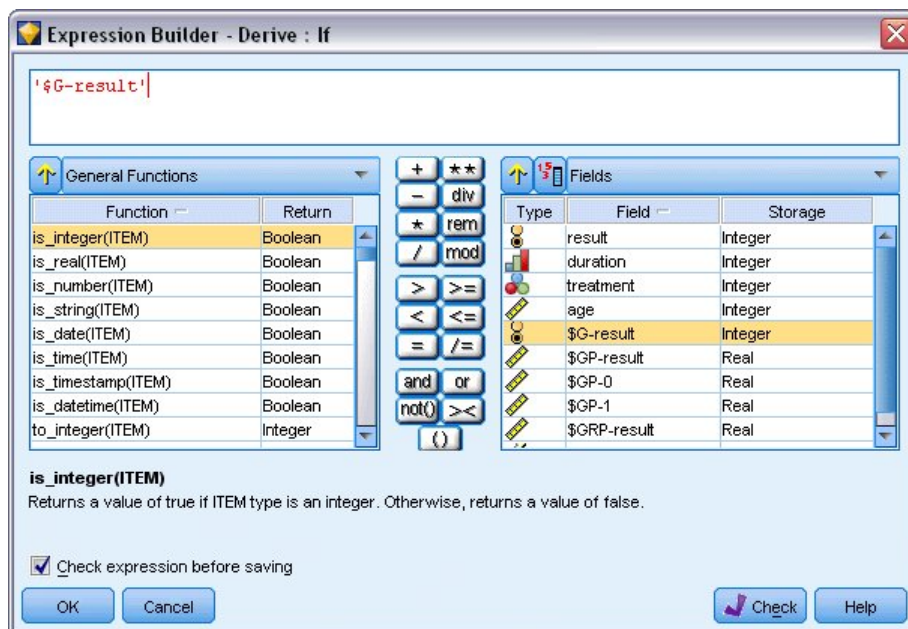 Expression Builder - Derive : If
'$G-result'
General Functions
Function Return
is_integer(ITEM) Boolean
is_real(ITEM) Boolean
is_number(ITEM) Boolean
is_string(ITEM) Boolean
is_date(ITEM) Boolean
is_time(ITEM) Boolean
is_timestamp(ITEM) Boolean
is_datetime(ITEM) Boolean
to_integer(ITEM) Integer
+ **
- div
* rem
/ mod
> >=
< <=
= /=
and or
not() ><
()
Fields
Type Field Storage
result Integer
duration Integer
treatment Integer
age Integer
$G-result Integer
$GP-result Real
$GP-0 Real
$GP-1 Real
$GRP-result Real
is_integer(ITEM)
Returns a value of true if ITEM type is an integer. Otherwise, returns a value of false.
Check expression before saving
OK Cancel Check Help